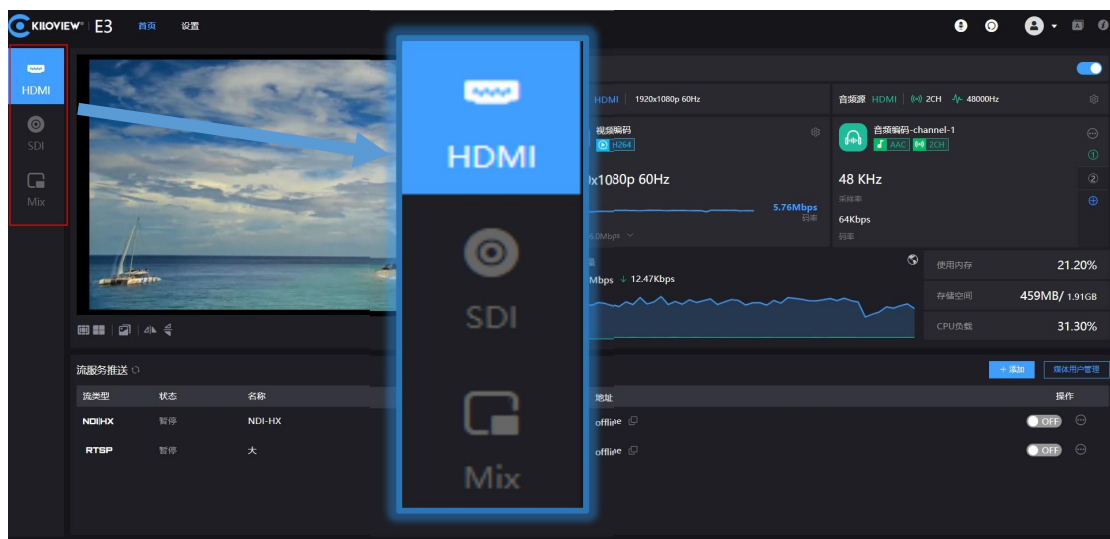 KILOVIEW E3 首页 设置
HDMI
SDI
Mix
HDMI
SDI
Mix
HDMI 1920x1080p 60Hz
视频编码
H264
x1080p 60Hz
5.76Mbps
码率
6.0Mbps
Mbps ↓ 12.47Kbps
音频源 HDMI 2CH 48000Hz
音频编码-channel-1
AAC 2CH
48 KHz
采样率
64Kbps
码率
1
2
使用内存 21.20%
存储空间 459MB/ 1.91GB
CPU负载 31.30%
流服务推送
+ 添加 媒体用户管理
流类型 状态 名称 地址 操作
NDI|HX 暂停 NDI-HX offline OFF
RTSP 暂停 大 offline OFF